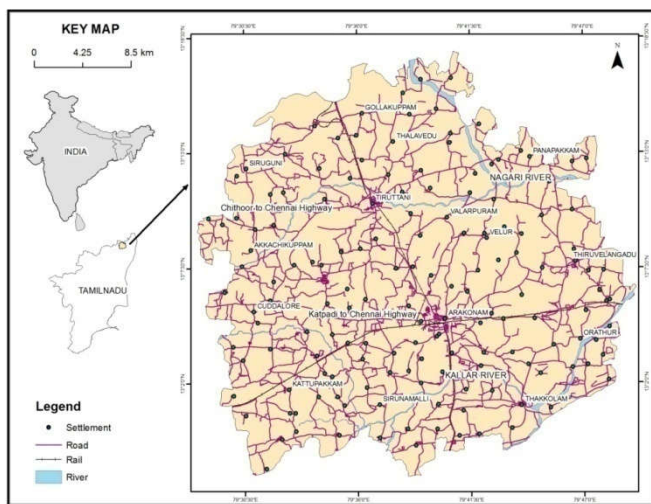 KEY MAP
0 4.25 8.5 km
INDIA
TAMILNADU
Legend
Settlement
Road
Rail
River
N
GOLLAKUPPAM
THALAVEDU
PANAPAKKAM
SIRUGUNI
NAGARI RIVER
TIRUTTANI
Chithoor to Chennai Highway
VALARPURAM
VELUR
AKKACHIKUPPAM
THIRUVELANGADU
CUDDALORE
Katpadi to Chennai Highway
ARAKONAM
ORATHUR
KALLAR RIVER
KATTUPAKKAM
SIRUNAMALLI
THAKKOLAM